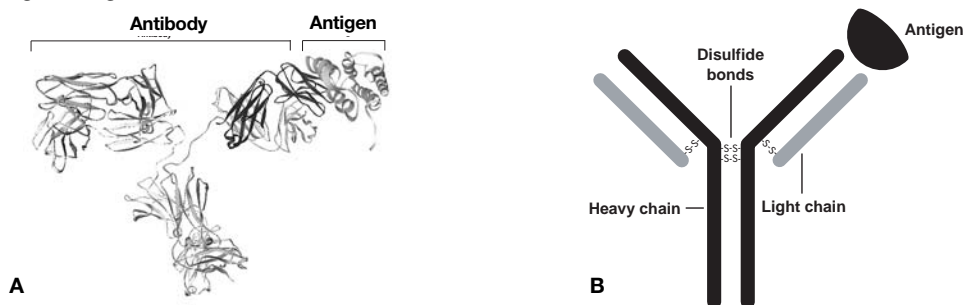 Antibody
Antigen
A
Antigen
Disulfide
bonds
-S-S-
-S-S-
-S-S-
-S-S-
Heavy chain
Light chain
B